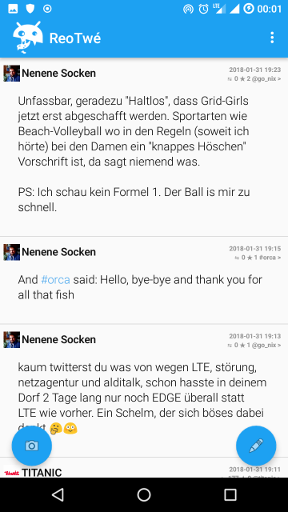 00:01
ReoTwé
Nenene Socken
2018-01-31 19:23
0 ★ 2 @go_nix »
Unfassbar, geradezu "Haltlos", dass Grid-Girls
jetzt erst abgeschafft werden. Sportarten wie
Beach-Volleyball wo in den Regeln (soweit ich
hörte) bei den Damen ein "knappes Höschen"
Vorschrift ist, da sagt niemend was.
PS: Ich schau kein Formel 1. Der Ball is mir zu
schnell.
Nenene Socken
2018-01-31 19:15
0 ★ 1 #orca »
And #orca said: Hello, bye-bye and thank you for
all that fish
Nenene Socken
2018-01-31 19:13
0 ★ 1 @go_nix »
kaum twitterst du was von wegen LTE, störung,
netzagentur und alditalk, schon hasste in deinem
Dorf 2 Tage lang nur noch EDGE überall statt
LTE wie vorher. Ein Schelm, der sich böses dabei
TITANIC
2018-01-31 19:11